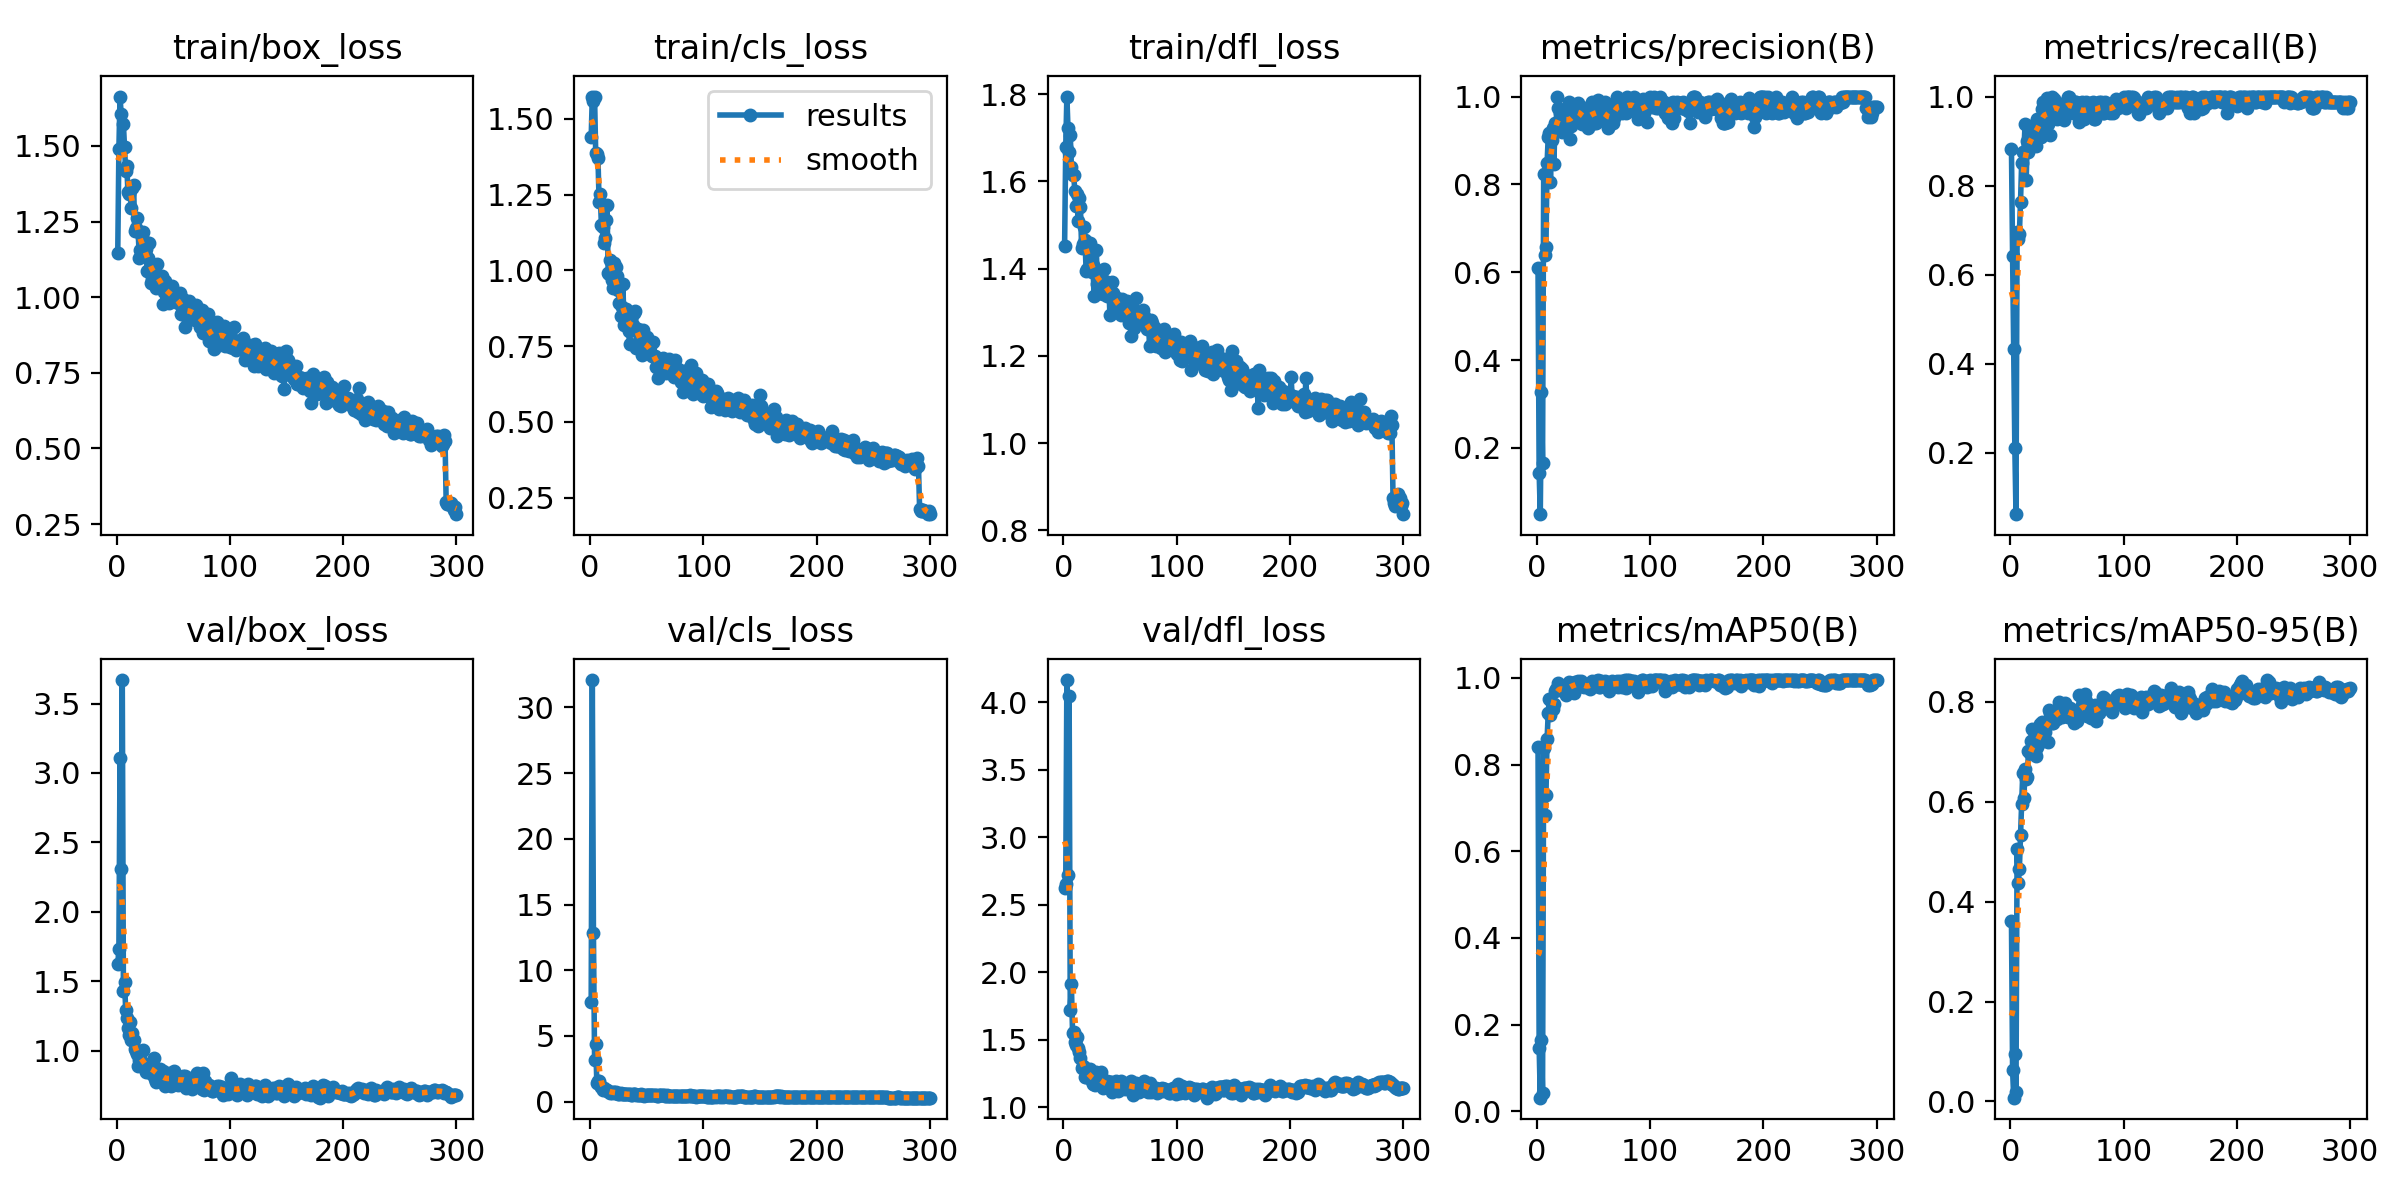 train/box_loss
1.50
1.25
1.00
0.75
0.50
0.25
0 100 200 300
train/cls_loss
results
smooth
1.50
1.25
1.00
0.75
0.50
0.25
0 100 200 300
train/dfl_loss
1.8
1.6
1.4
1.2
1.0
0.8
0 100 200 300
metrics/precision(B)
1.0
0.8
0.6
0.4
0.2
0 100 200 300
metrics/recall(B)
1.0
0.8
0.6
0.4
0.2
0 100 200 300
val/box_loss
3.5
3.0
2.5
2.0
1.5
1.0
0 100 200 300
val/cls_loss
30
25
20
15
10
5
0
0 100 200 300
val/dfl_loss
4.0
3.5
3.0
2.5
2.0
1.5
1.0
0 100 200 300
metrics/mAP50(B)
1.0
0.8
0.6
0.4
0.2
0.0
0 100 200 300
metrics/mAP50-95(B)
0.8
0.6
0.4
0.2
0.0
0 100 200 300